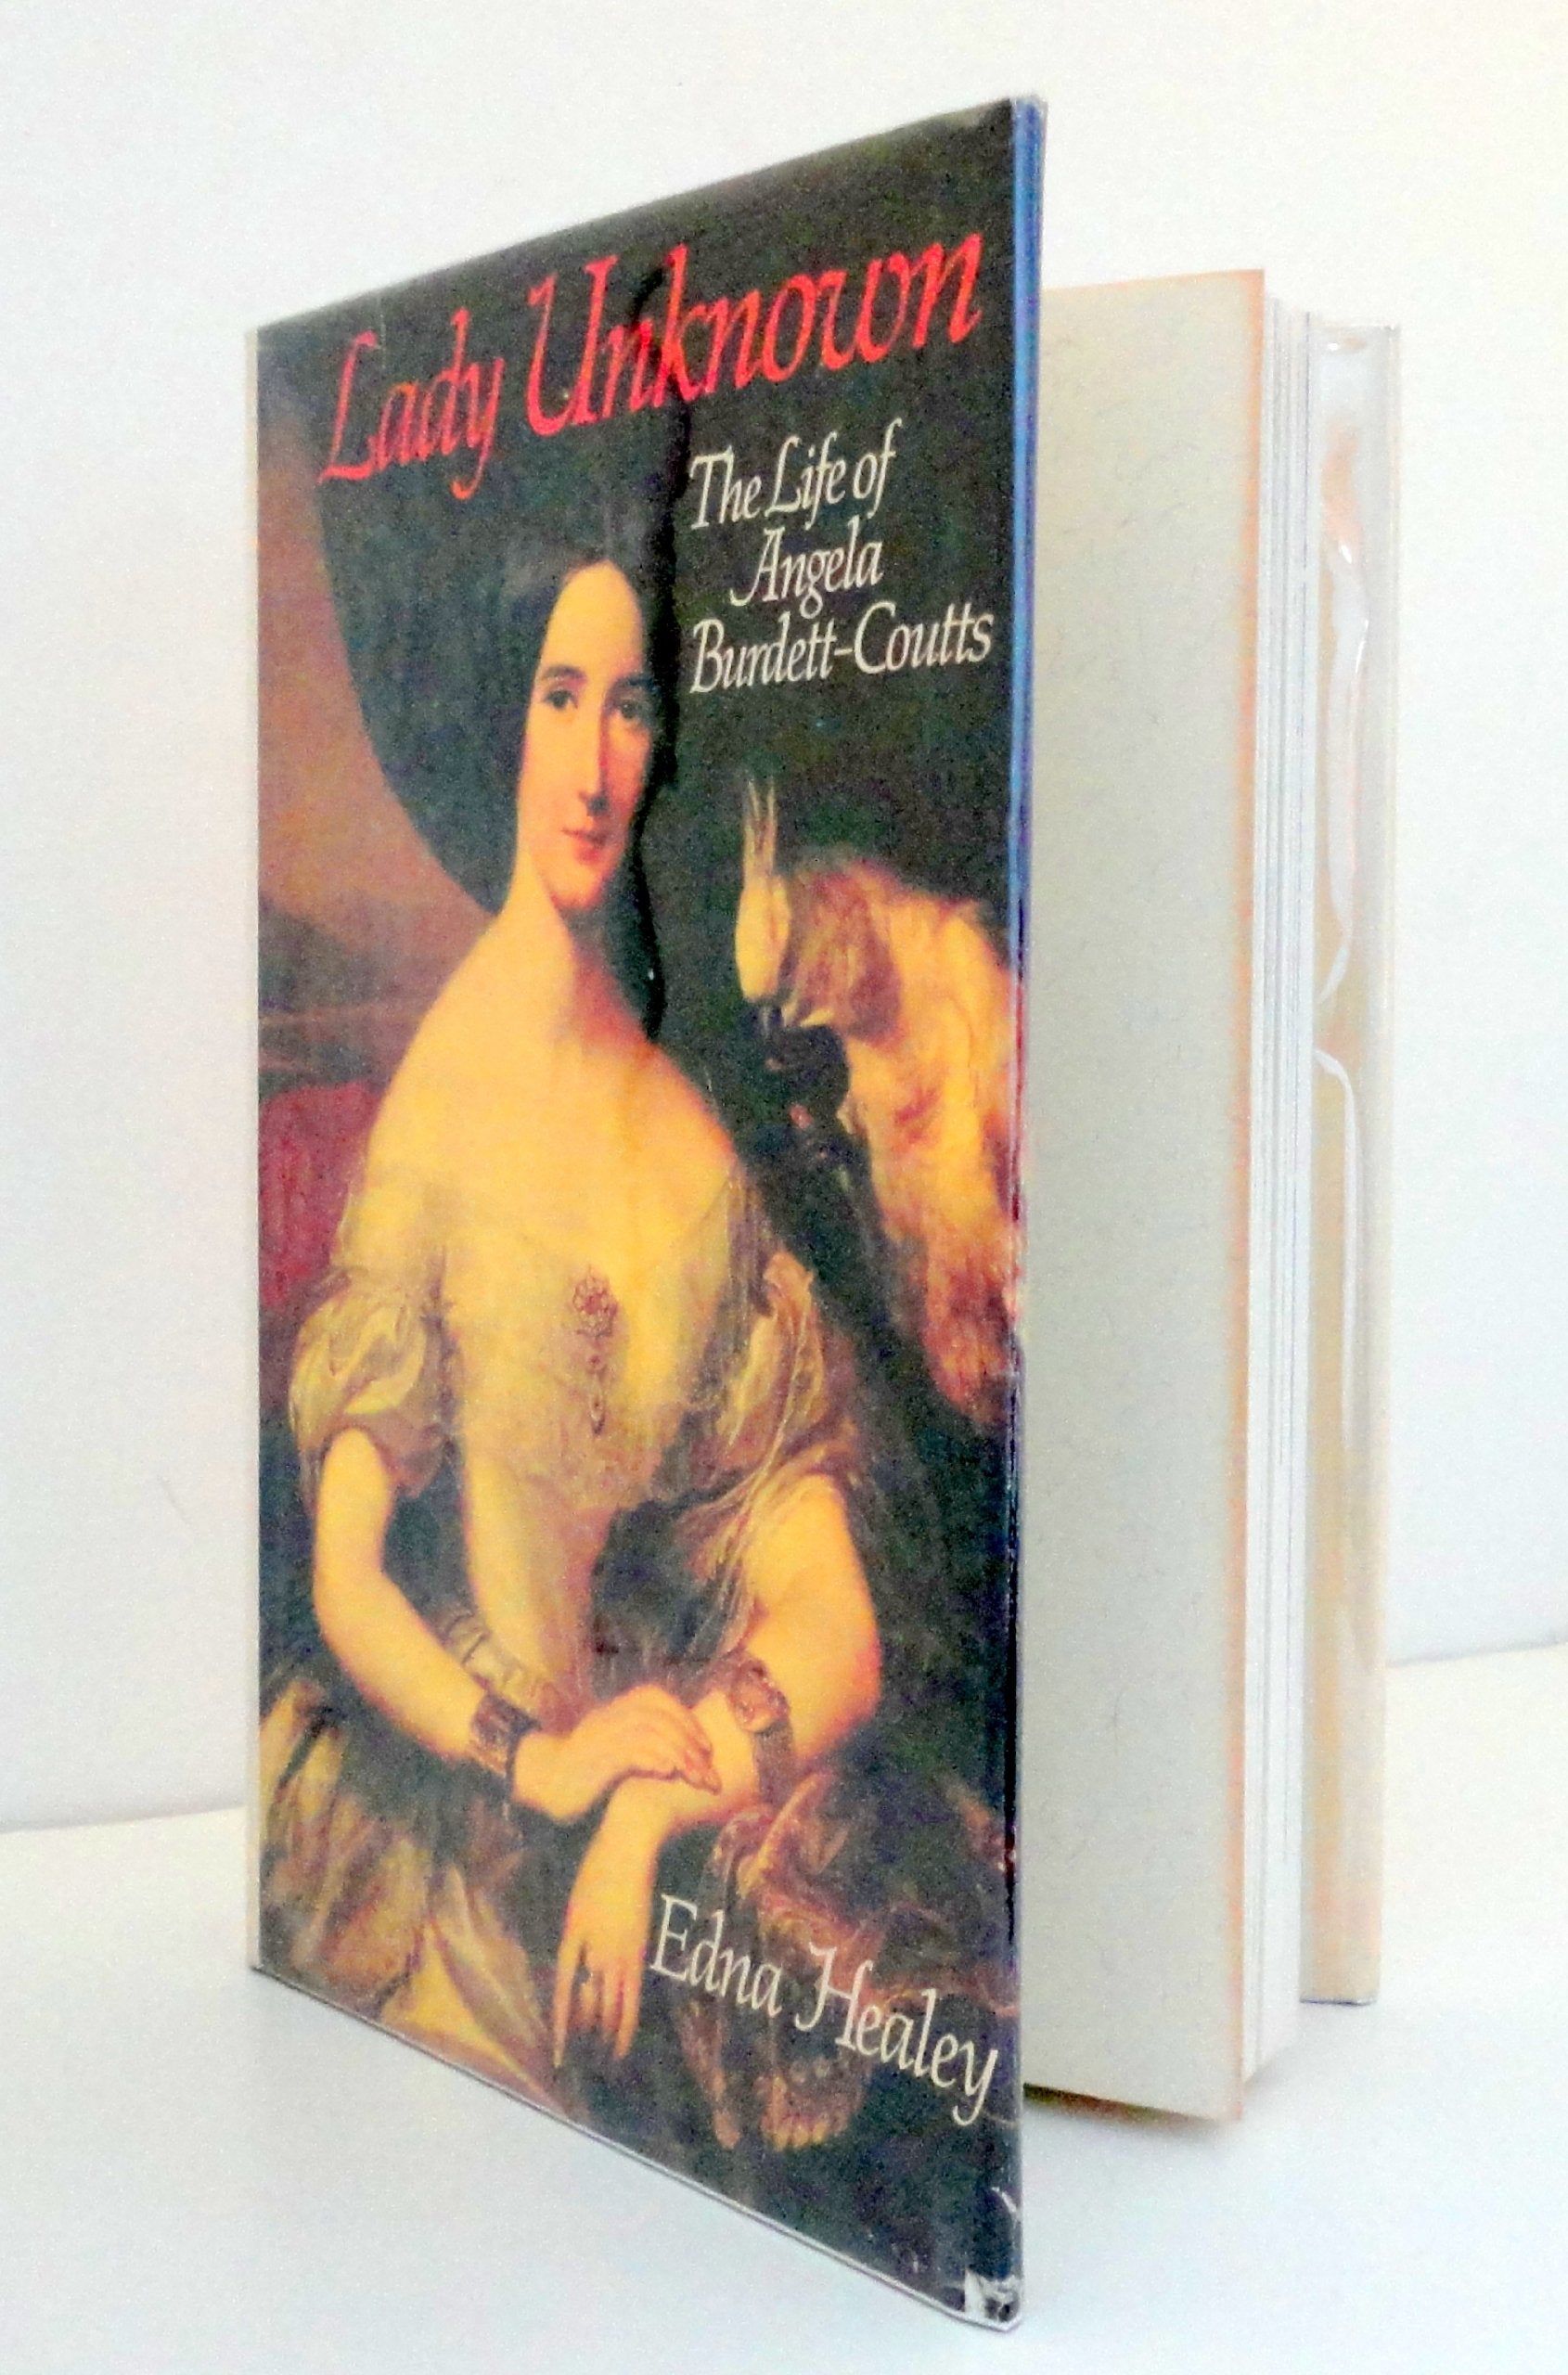 Lady Unknown
The Life of
Angela
Burdett-Coutts
Edna Healey